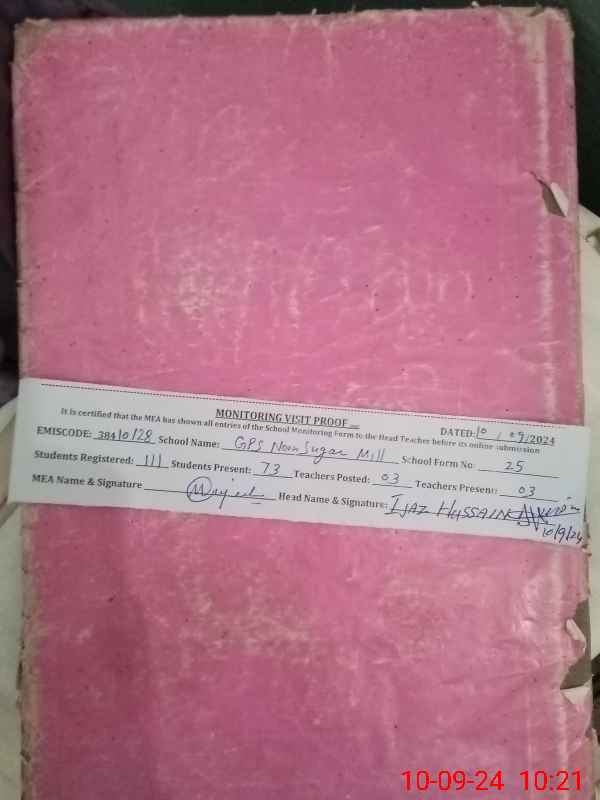 MONITORING VISIT PROOF
DATED: 10 / 09/2024
It is certified that the MEA has shown all entries of the School Monitoring Form to the Head Teacher before its online submission
EMISCODE: 38410128 School Name: GPS Noon Sugar Mill School Form No: 25
Students Registered: 111 Students Present: 73 Teachers Posted: 03 Teachers Present: 03
MEA Name & Signature Head Name & Signature: IJAZ HUSSAIN
10/9/24
10-09-24 10:21